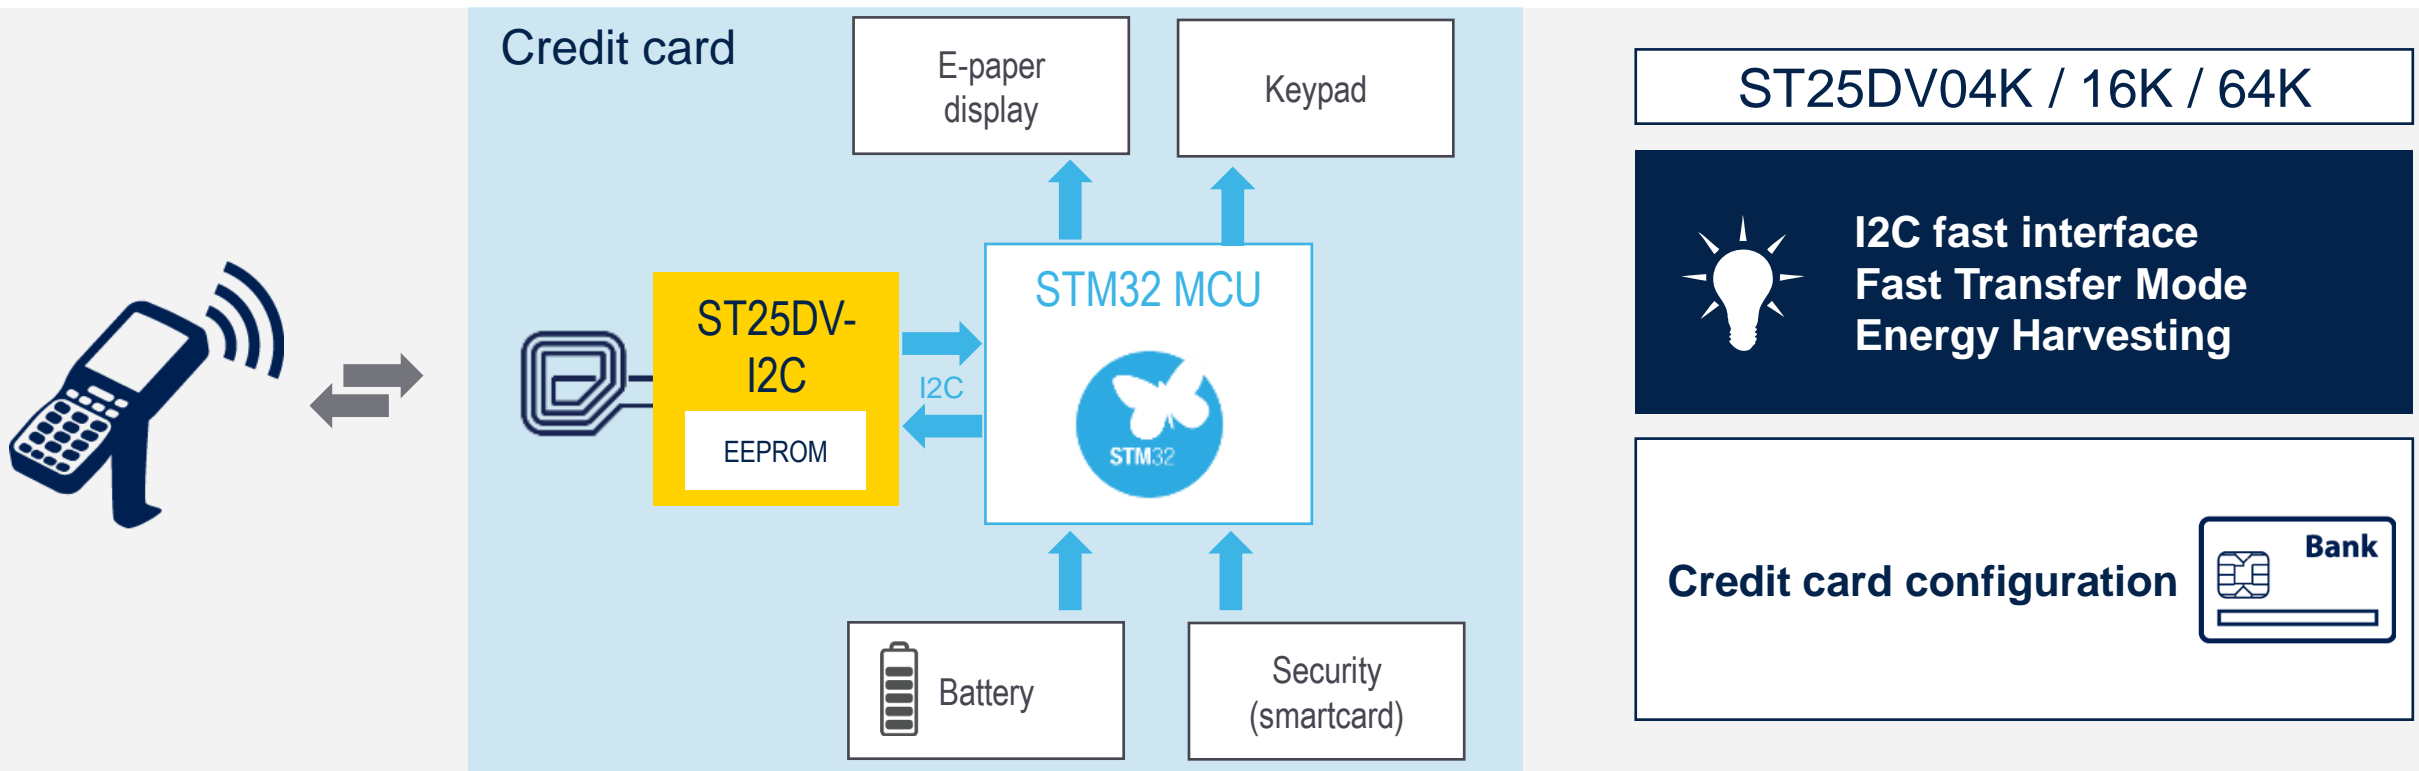 Credit card
E-paper
display
Keypad
ST25DV-
I2C
EEPROM
I2C
STM32 MCU
STM32
Battery
Security
(smartcard)
ST25DV04K / 16K / 64K
I2C fast interface
Fast Transfer Mode
Energy Harvesting
Credit card configuration
Bank